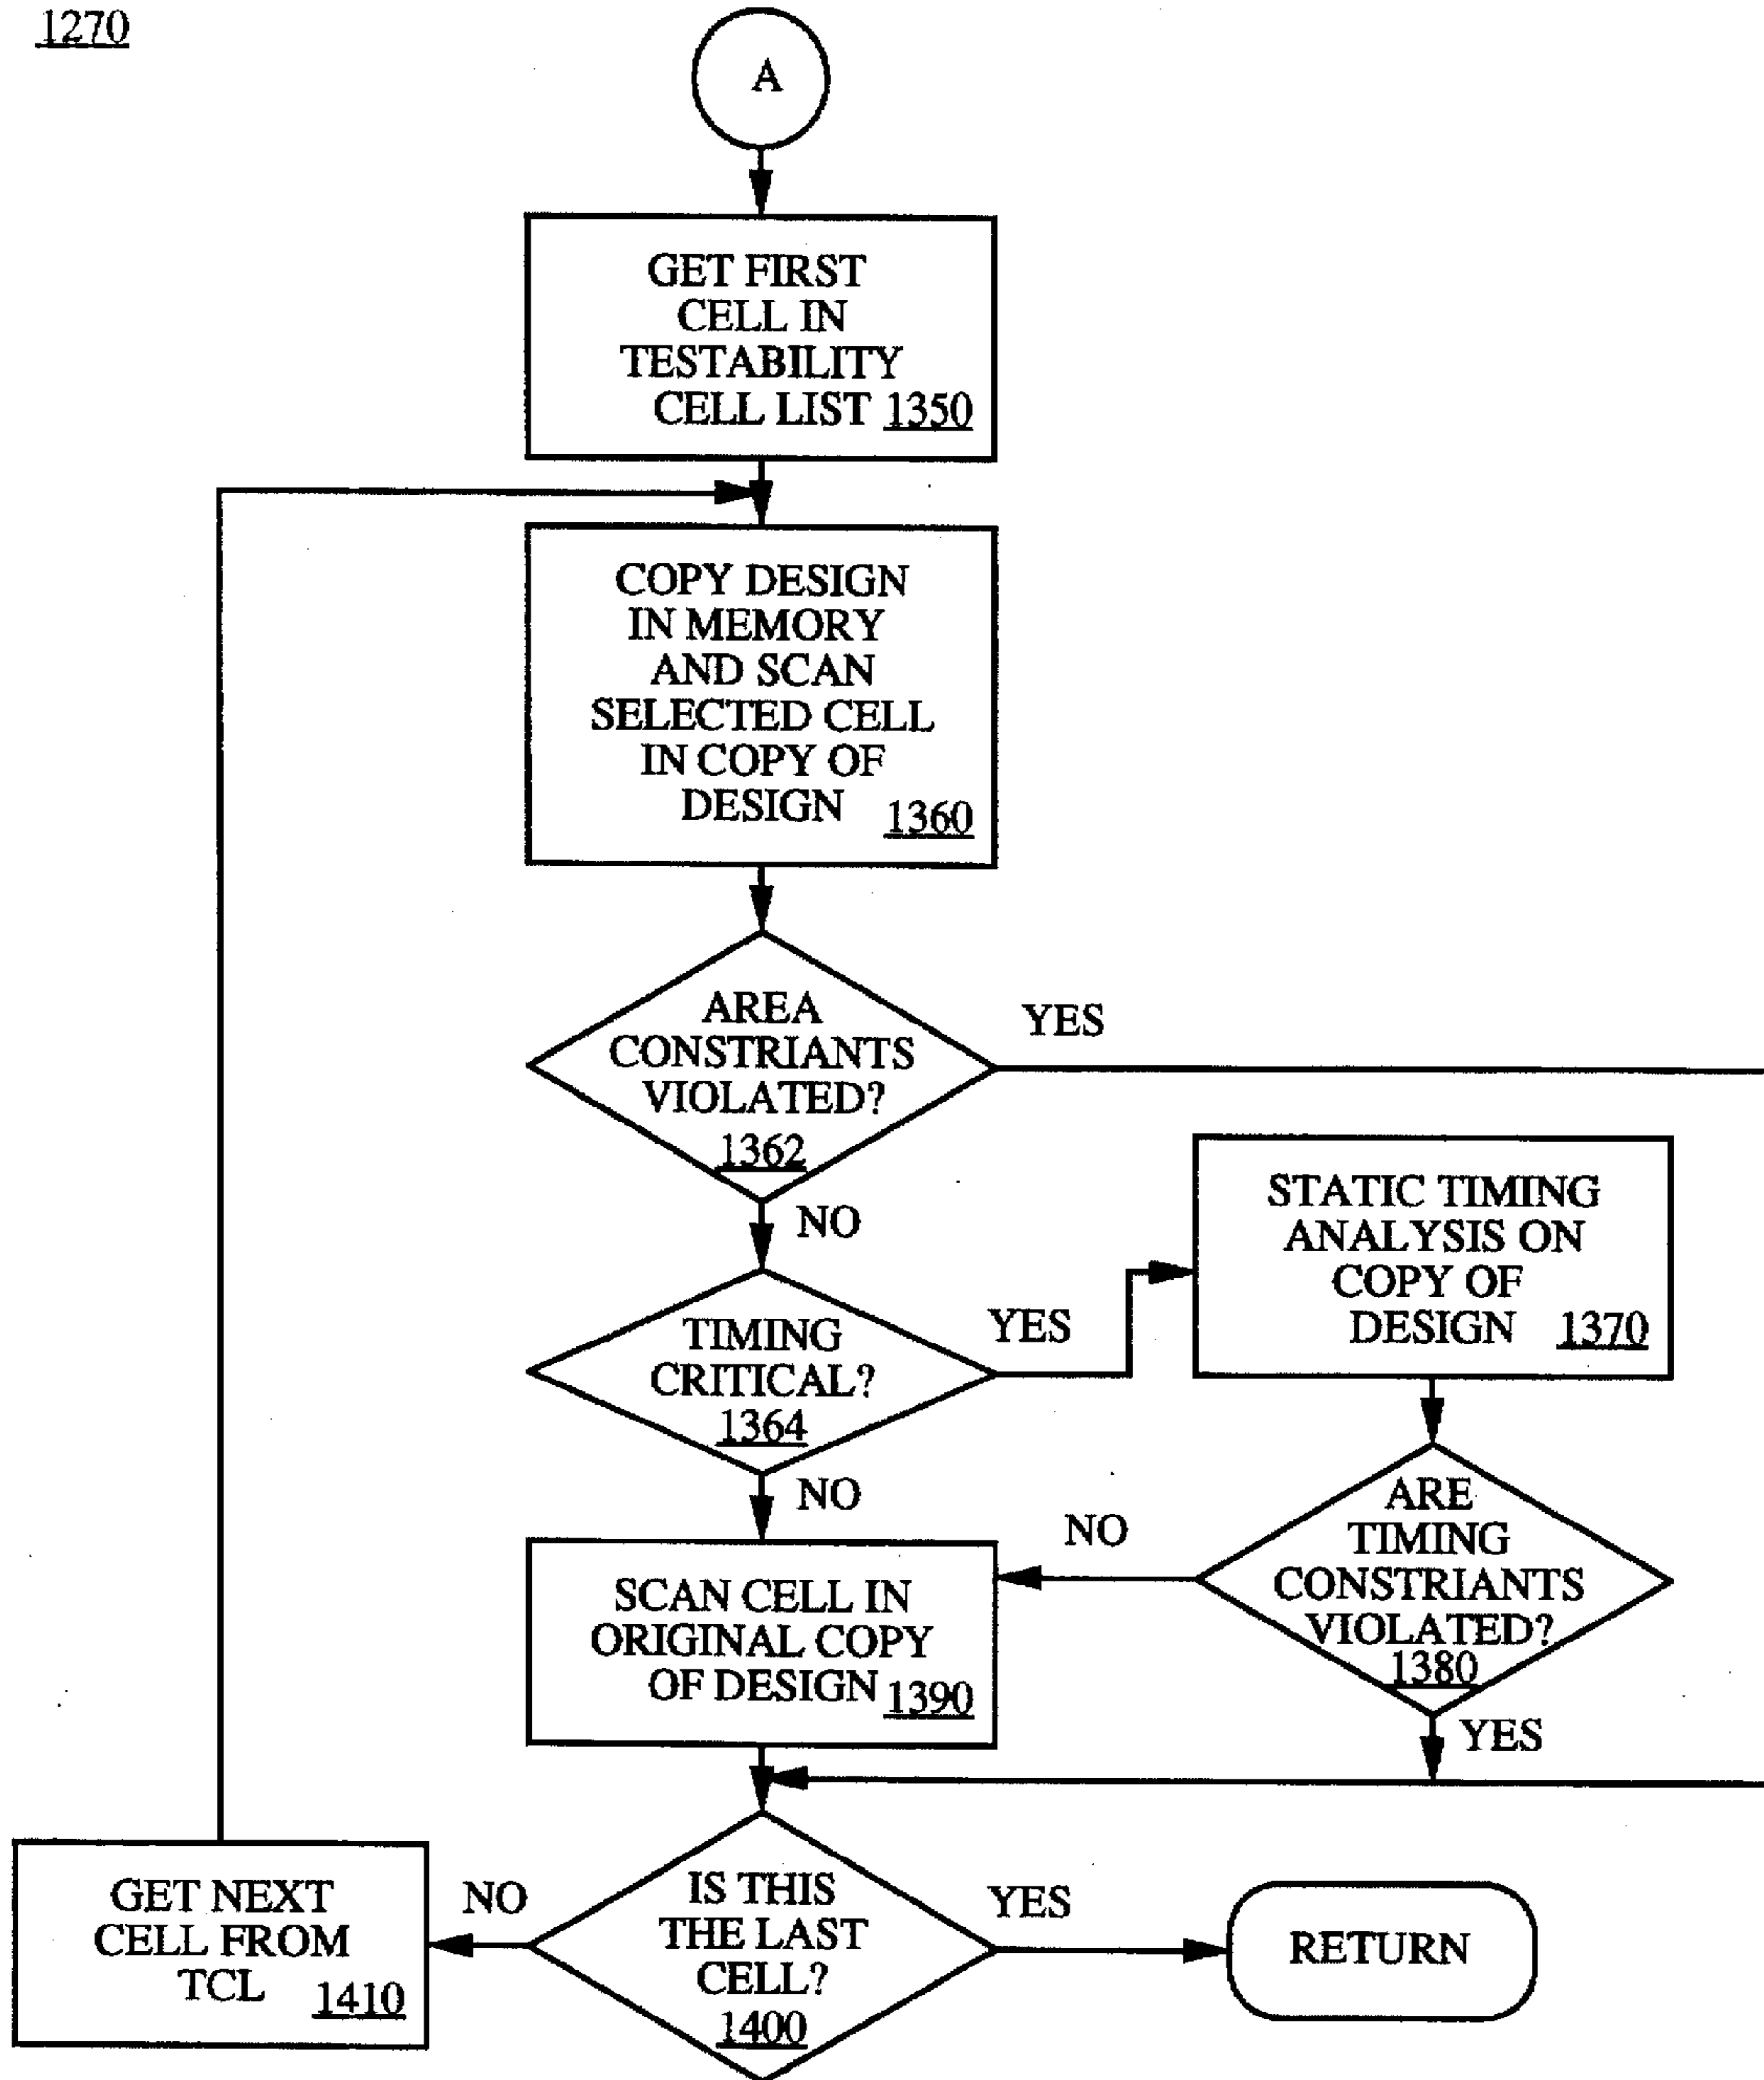 1270
A
GET FIRST
CELL IN
TESTABILITY
CELL LIST 1350
COPY DESIGN
IN MEMORY
AND SCAN
SELECTED CELL
IN COPY OF
DESIGN 1360
AREA
CONSTRIANTS
VIOLATED?
1362
YES
NO
TIMING
CRITICAL?
1364
YES
NO
STATIC TIMING
ANALYSIS ON
COPY OF
DESIGN 1370
ARE
TIMING
CONSTRIANTS
VIOLATED?
1380
NO
YES
SCAN CELL IN
ORIGINAL COPY
OF DESIGN 1390
IS THIS
THE LAST
CELL?
1400
NO
YES
GET NEXT
CELL FROM
TCL 1410
RETURN